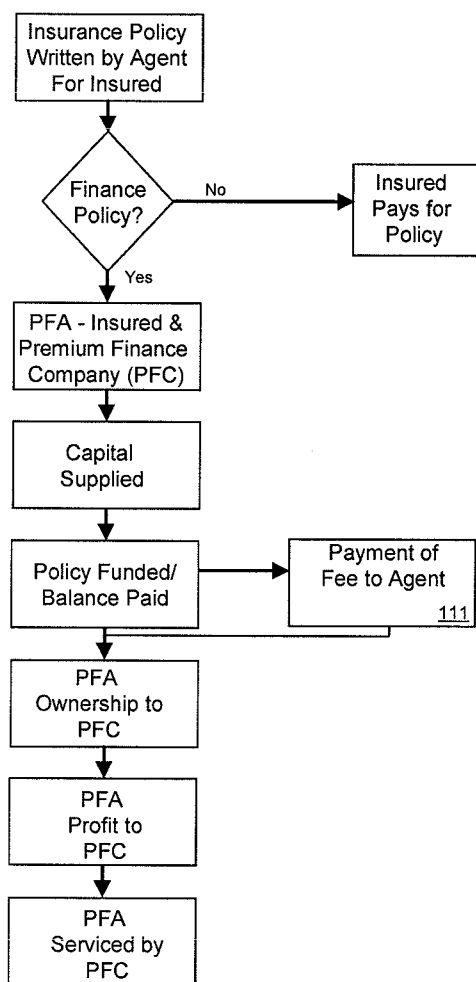 Insurance Policy
Written by Agent
For Insured
Finance
Policy?
No
Insured
Pays for
Policy
Yes
PFA - Insured &
Premium Finance
Company (PFC)
Capital
Supplied
Policy Funded/
Balance Paid
Payment of
Fee to Agent
111
PFA
Ownership to
PFC
PFA
Profit to
PFC
PFA
Serviced by
PFC